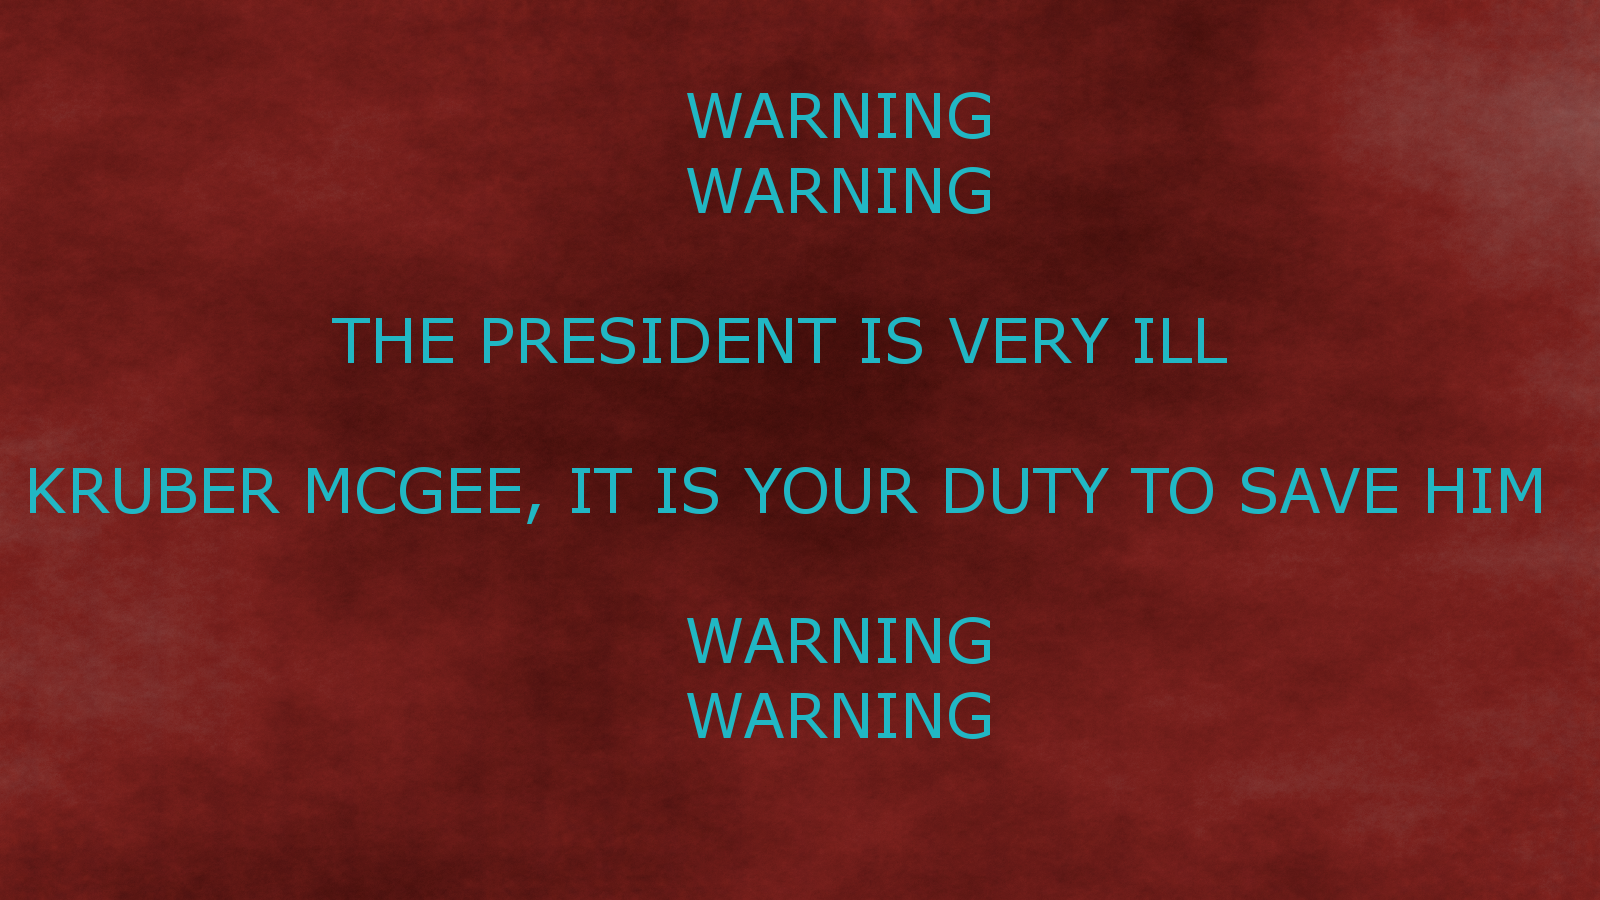 WARNING
WARNING
THE PRESIDENT IS VERY ILL
KRUBER MCGEE, IT IS YOUR DUTY TO SAVE HIM
WARNING
WARNING